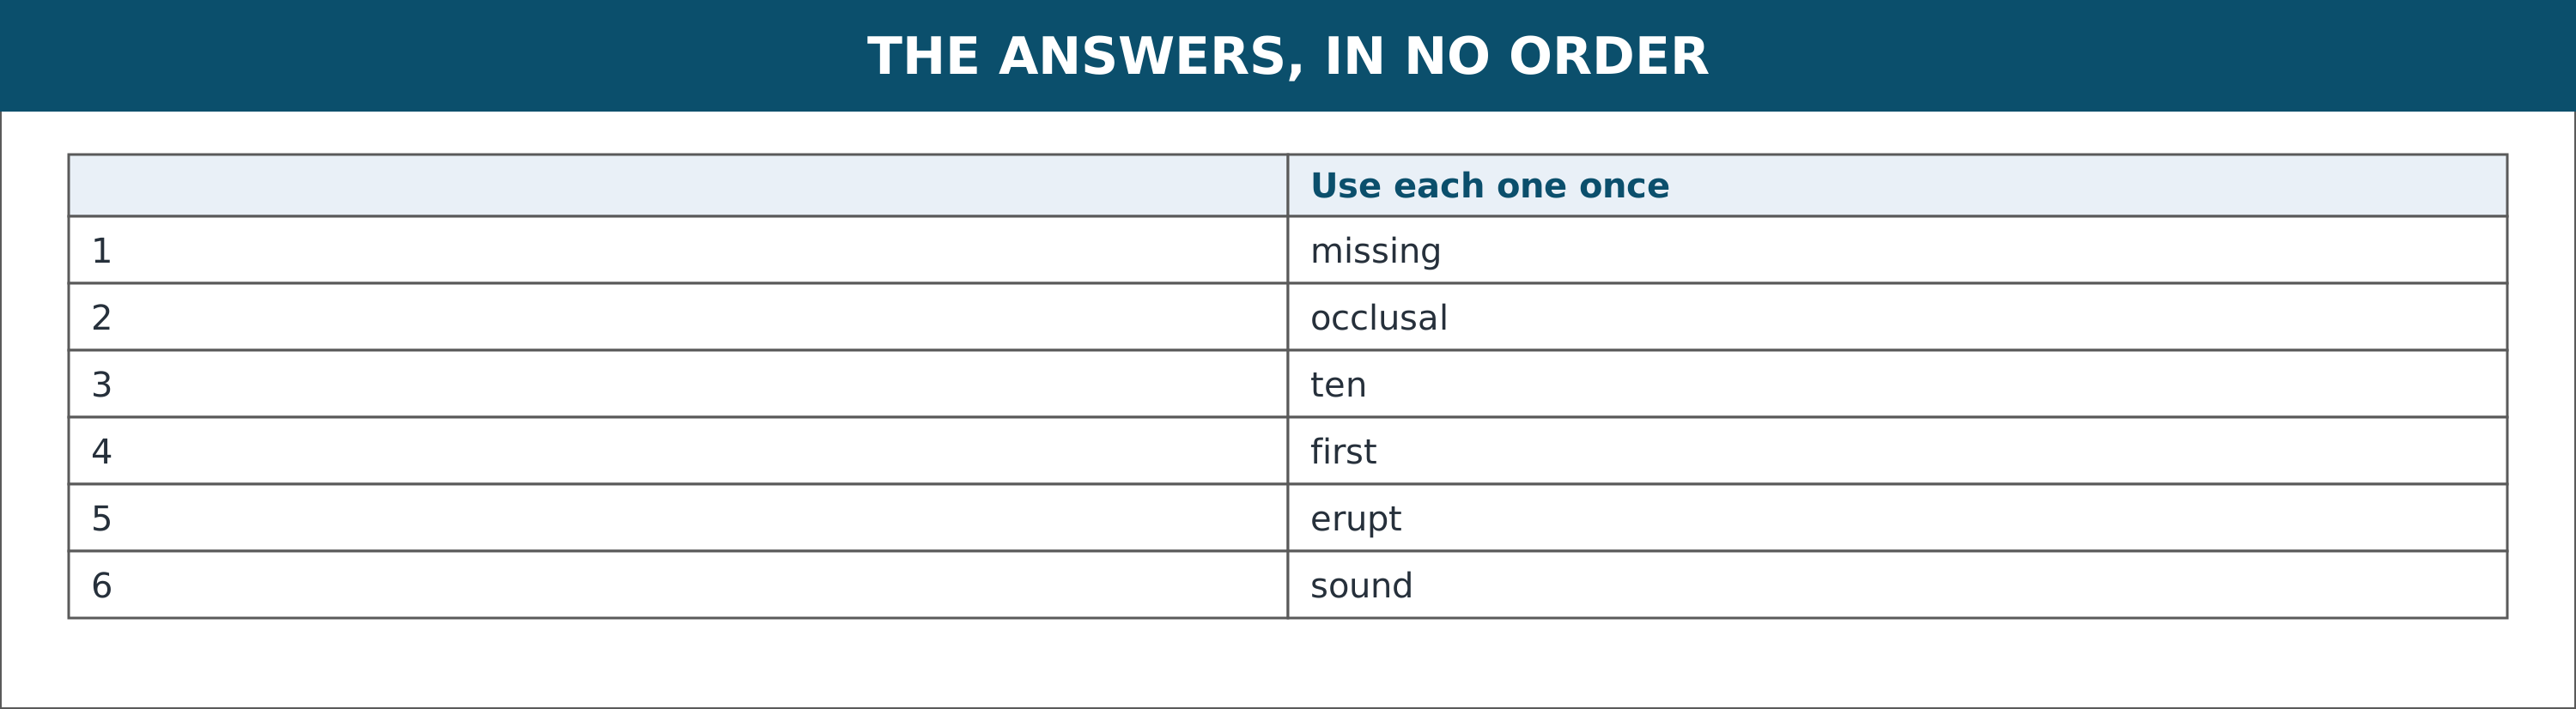 THE ANSWERS, IN NO ORDER
Use each one once
1 missing
2 occlusal
3 ten
4 first
5 erupt
6 sound